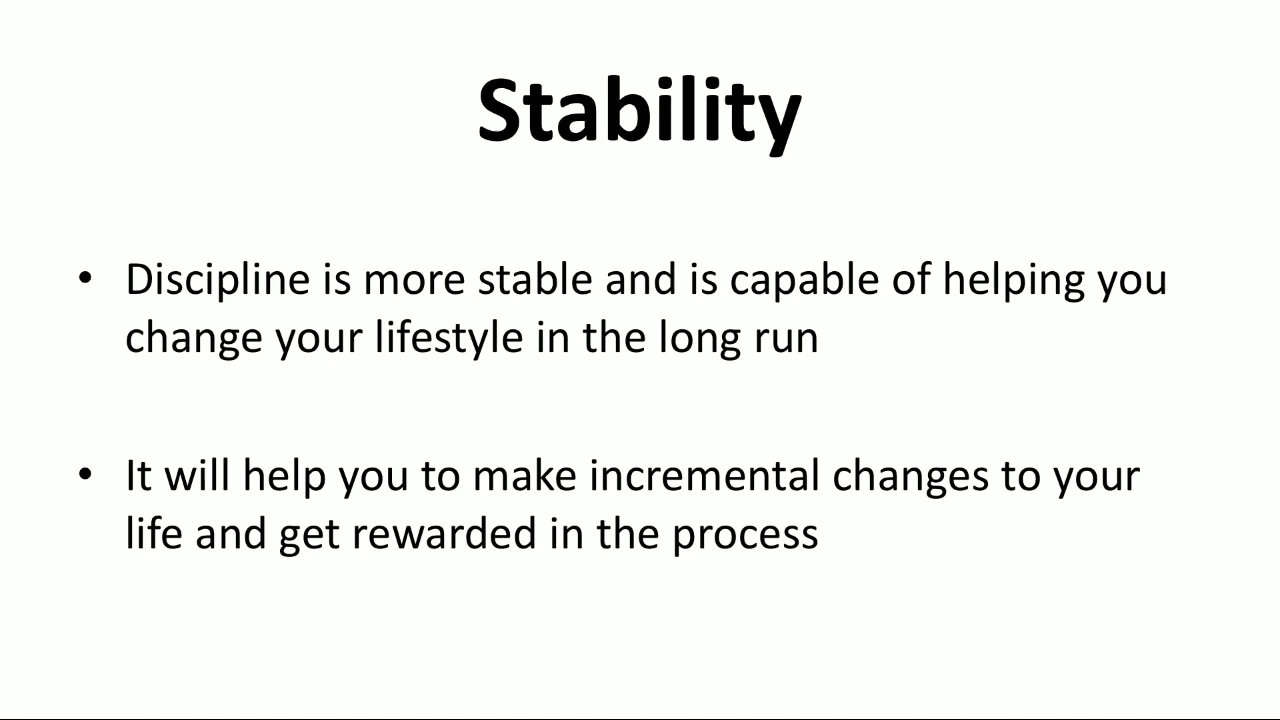 Stability
• Discipline is more stable and is capable of helping you
change your lifestyle in the long run
• It will help you to make incremental changes to your
life and get rewarded in the process